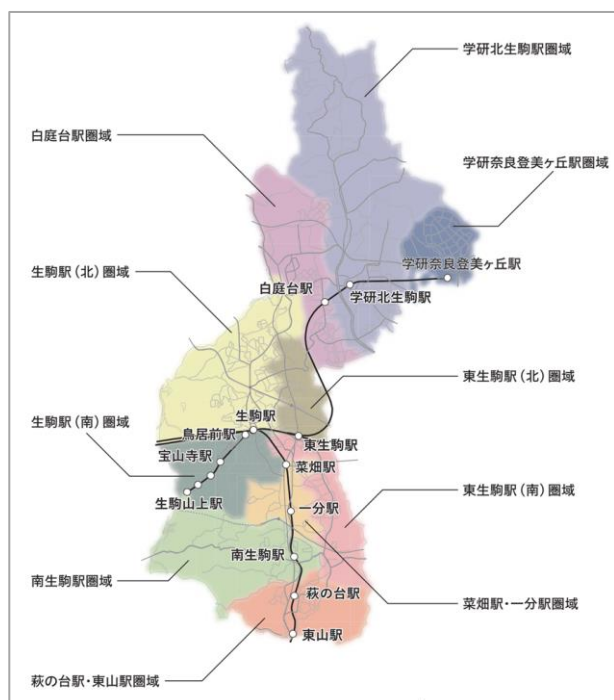 学研北生駒駅圏域
白庭台駅圏域
学研奈良登美ヶ丘駅圏域
学研奈良登美ヶ丘駅
生駒駅(北)圏域
白庭台駅
学研北生駒駅
東生駒駅(北)圏域
生駒駅(南)圏域
生駒駅
鳥居前駅
東生駒駅
宝山寺駅
菜畑駅
生駒山上駅
一分駅
東生駒駅(南)圏域
南生駒駅
南生駒駅圏域
萩の台駅
菜畑駅・一分駅圏域
東山駅
萩の台駅・東山駅圏域